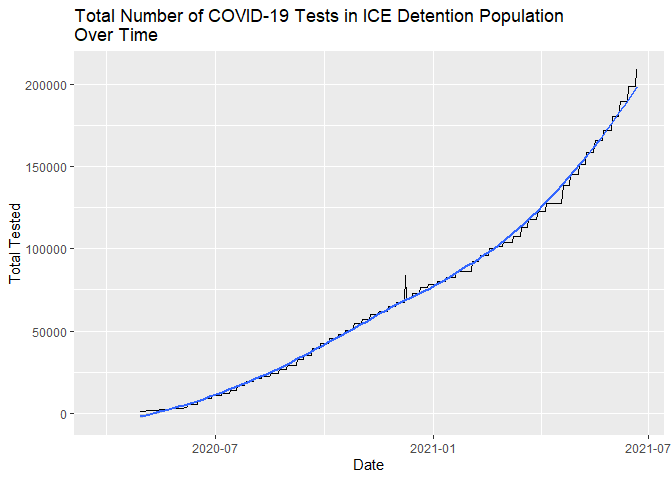 Total Number of COVID-19 Tests in ICE Detention Population
Over Time
200000
150000
100000
50000
0
Total Tested
2020-07
2021-01
2021-07
Date